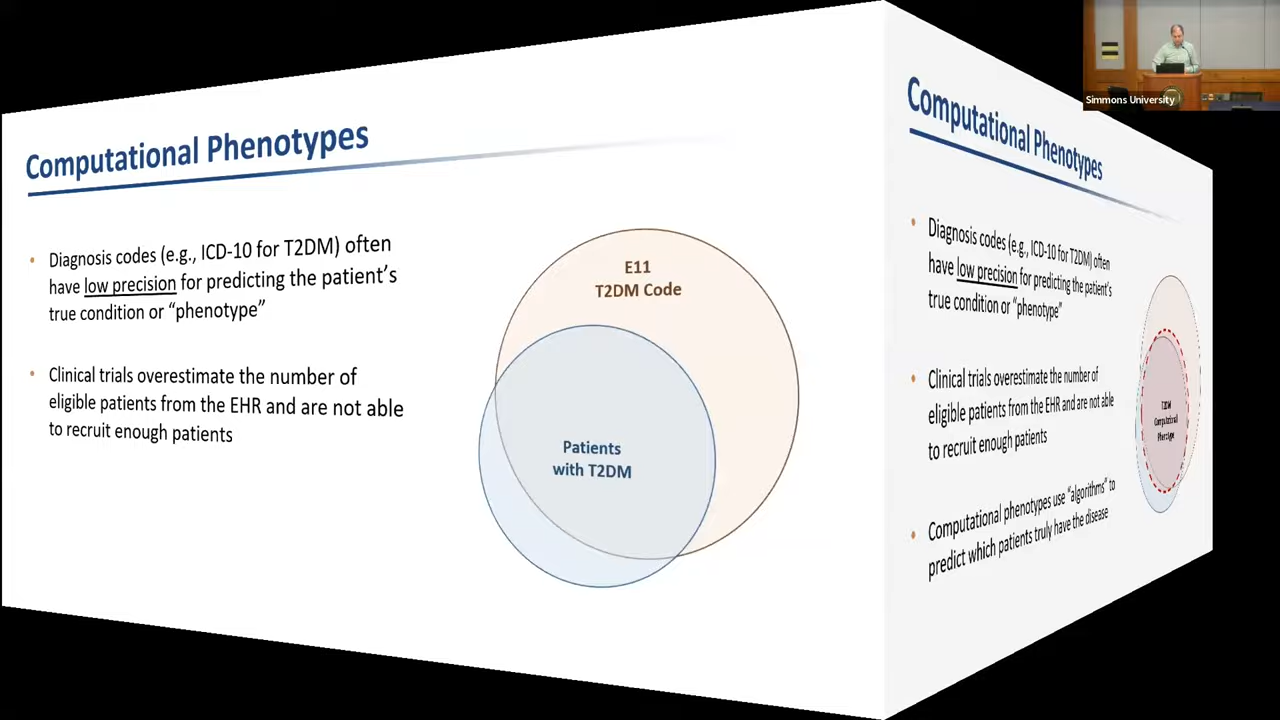 Computational Phenotypes
• Diagnosis codes (e.g., ICD-10 for T2DM) often
have low precision for predicting the patient's
true condition or “phenotype”
• Clinical trials overestimate the number of
eligible patients from the EHR and are not able
to recruit enough patients
E11
T2DM Code
Patients
with T2DM
Computational Phenotypes
• Diagnosis codes (e.g., ICD-10 for T2DM) often
have low precision for predicting the patient's
true condition or “phenotype”
• Clinical trials overestimate the number of
eligible patients from the EHR and are not able
to recruit enough patients
• Computational phenotypes use “algorithms” to
predict which patients truly have the disease
T2DM
Computational
Phenotype
Simmons University